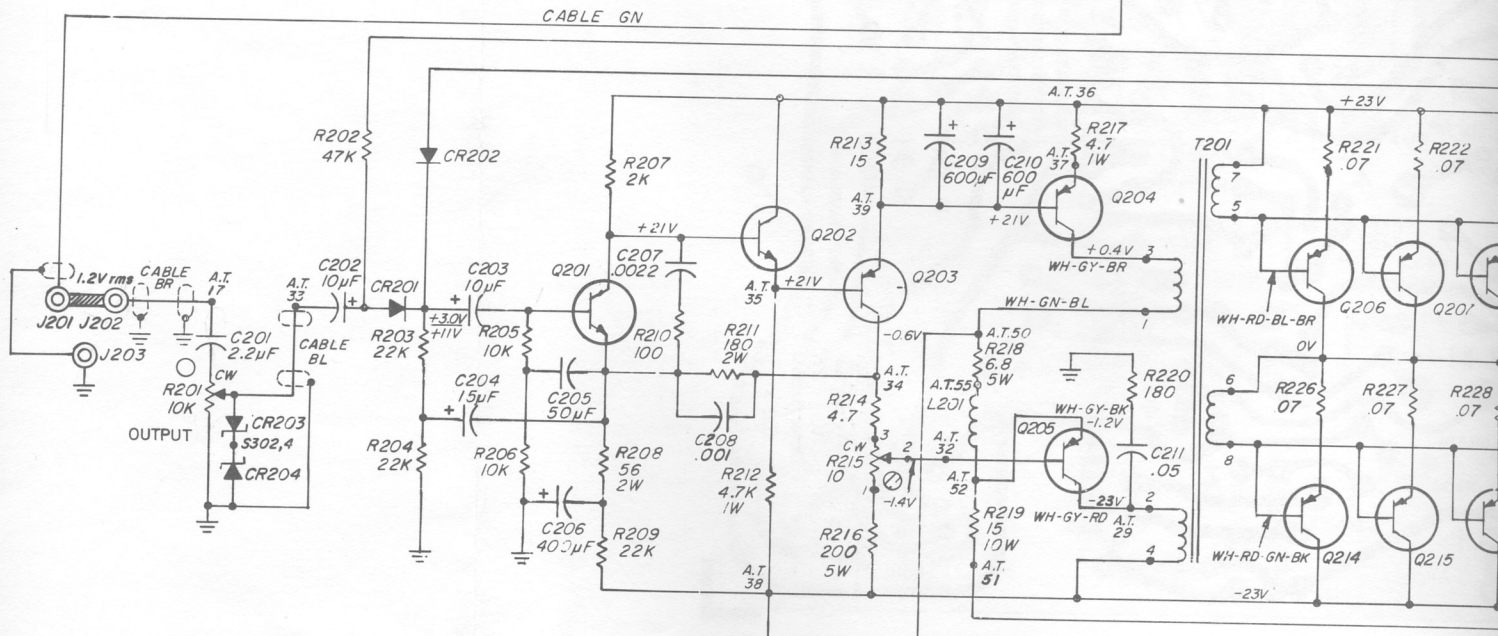 CABLE GN
A.T. 36
+23V
R202
47K
CR202
R207
2K
R213
15
C209
600µF
C210
600
µF
R217
4.7
1W
A.T.
37
T201
R221
.07
R222
.07
7
5
A.T.
39
+21V
Q204
+21V
Q202
C207
.0022
Q201
+21V
A.T.
35
Q203
+0.4V
3
WH-GY-BR
WH-GN-BL
1
Q206
Q207
WH-RD-BL-BR
0V
1.2V rms
CABLE
BR
A.T.
17
J201 J202
J203
C201
2.2µF
A.T.
33
C202
10µF
+
CR201
C203
10µF
+
+3.0V
+11V
R203
22K
R205
10K
R210
100
R211
180
2W
-0.6V
A.T.
34
A.T.50
R218
6.8
5W
A.T.55
L201
R220
180
6
8
R226
.07
R227
.07
R228
.07
CABLE
BL
CW
R201
10K
OUTPUT
CR203
S302,4
CR204
C204
15µF
+
C205
50µF
C208
.001
R214
4.7
3
CW
R215
10
2
1
-1.4V
A.T.
32
A.T.
52
Q205
WH-GY-BK
-1.2V
C211
.05
R204
22K
R206
10K
R208
56
2W
R212
4.7K
1W
-23V
2
WH-GY-RD
A.T.
29
4
C206
400µF
+
R209
22K
R216
200
5W
R219
15
10W
A.T.
51
A.T
38
WH-RD-GN-BK
Q214
Q215
-23V